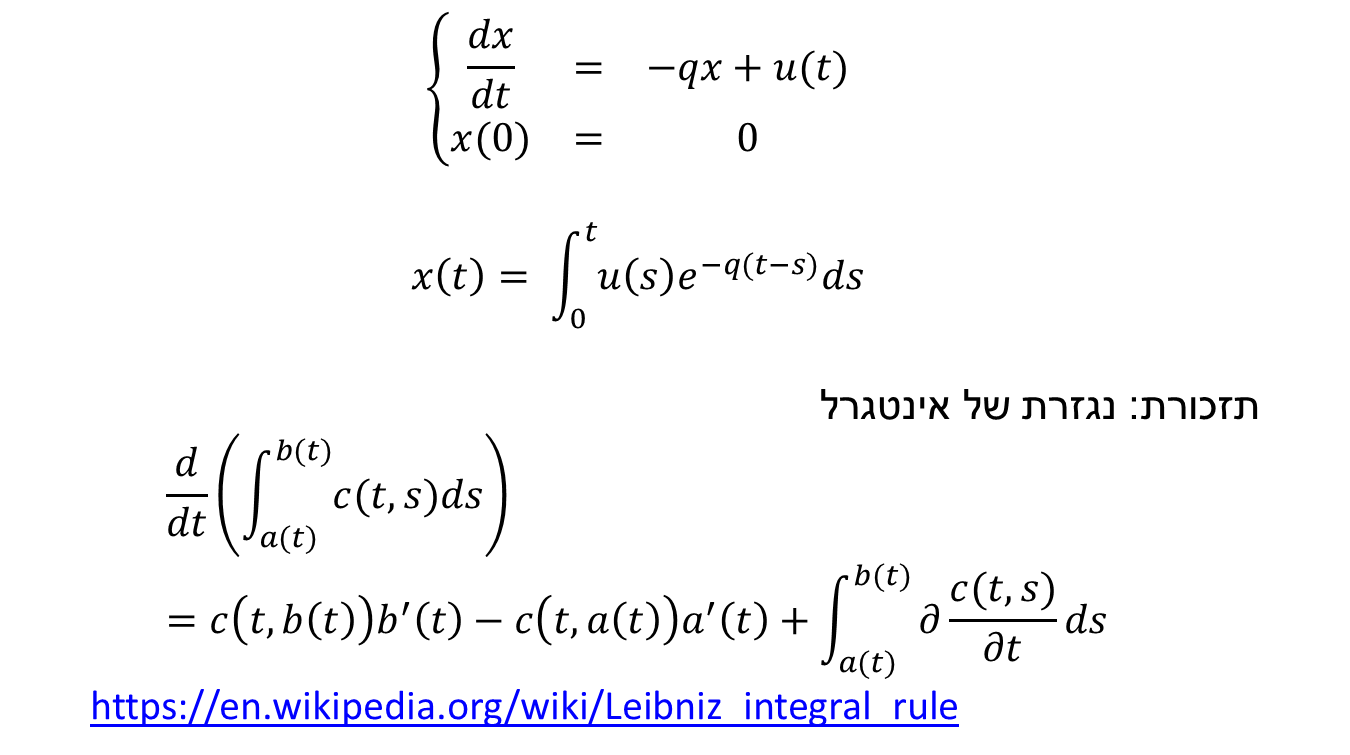 dx/dt = −qx + u(t)
x(0) = 0
x(t) = ∫₀ᵗ u(s)e^{−q(t−s)}ds
תזכורת: נגזרת של אינטגרל
d/dt (∫_{a(t)}^{b(t)} c(t, s)ds)
= c(t, b(t))b′(t) − c(t, a(t))a′(t) + ∫_{a(t)}^{b(t)} ∂ c(t, s)/∂t ds
https://en.wikipedia.org/wiki/Leibniz_integral_rule